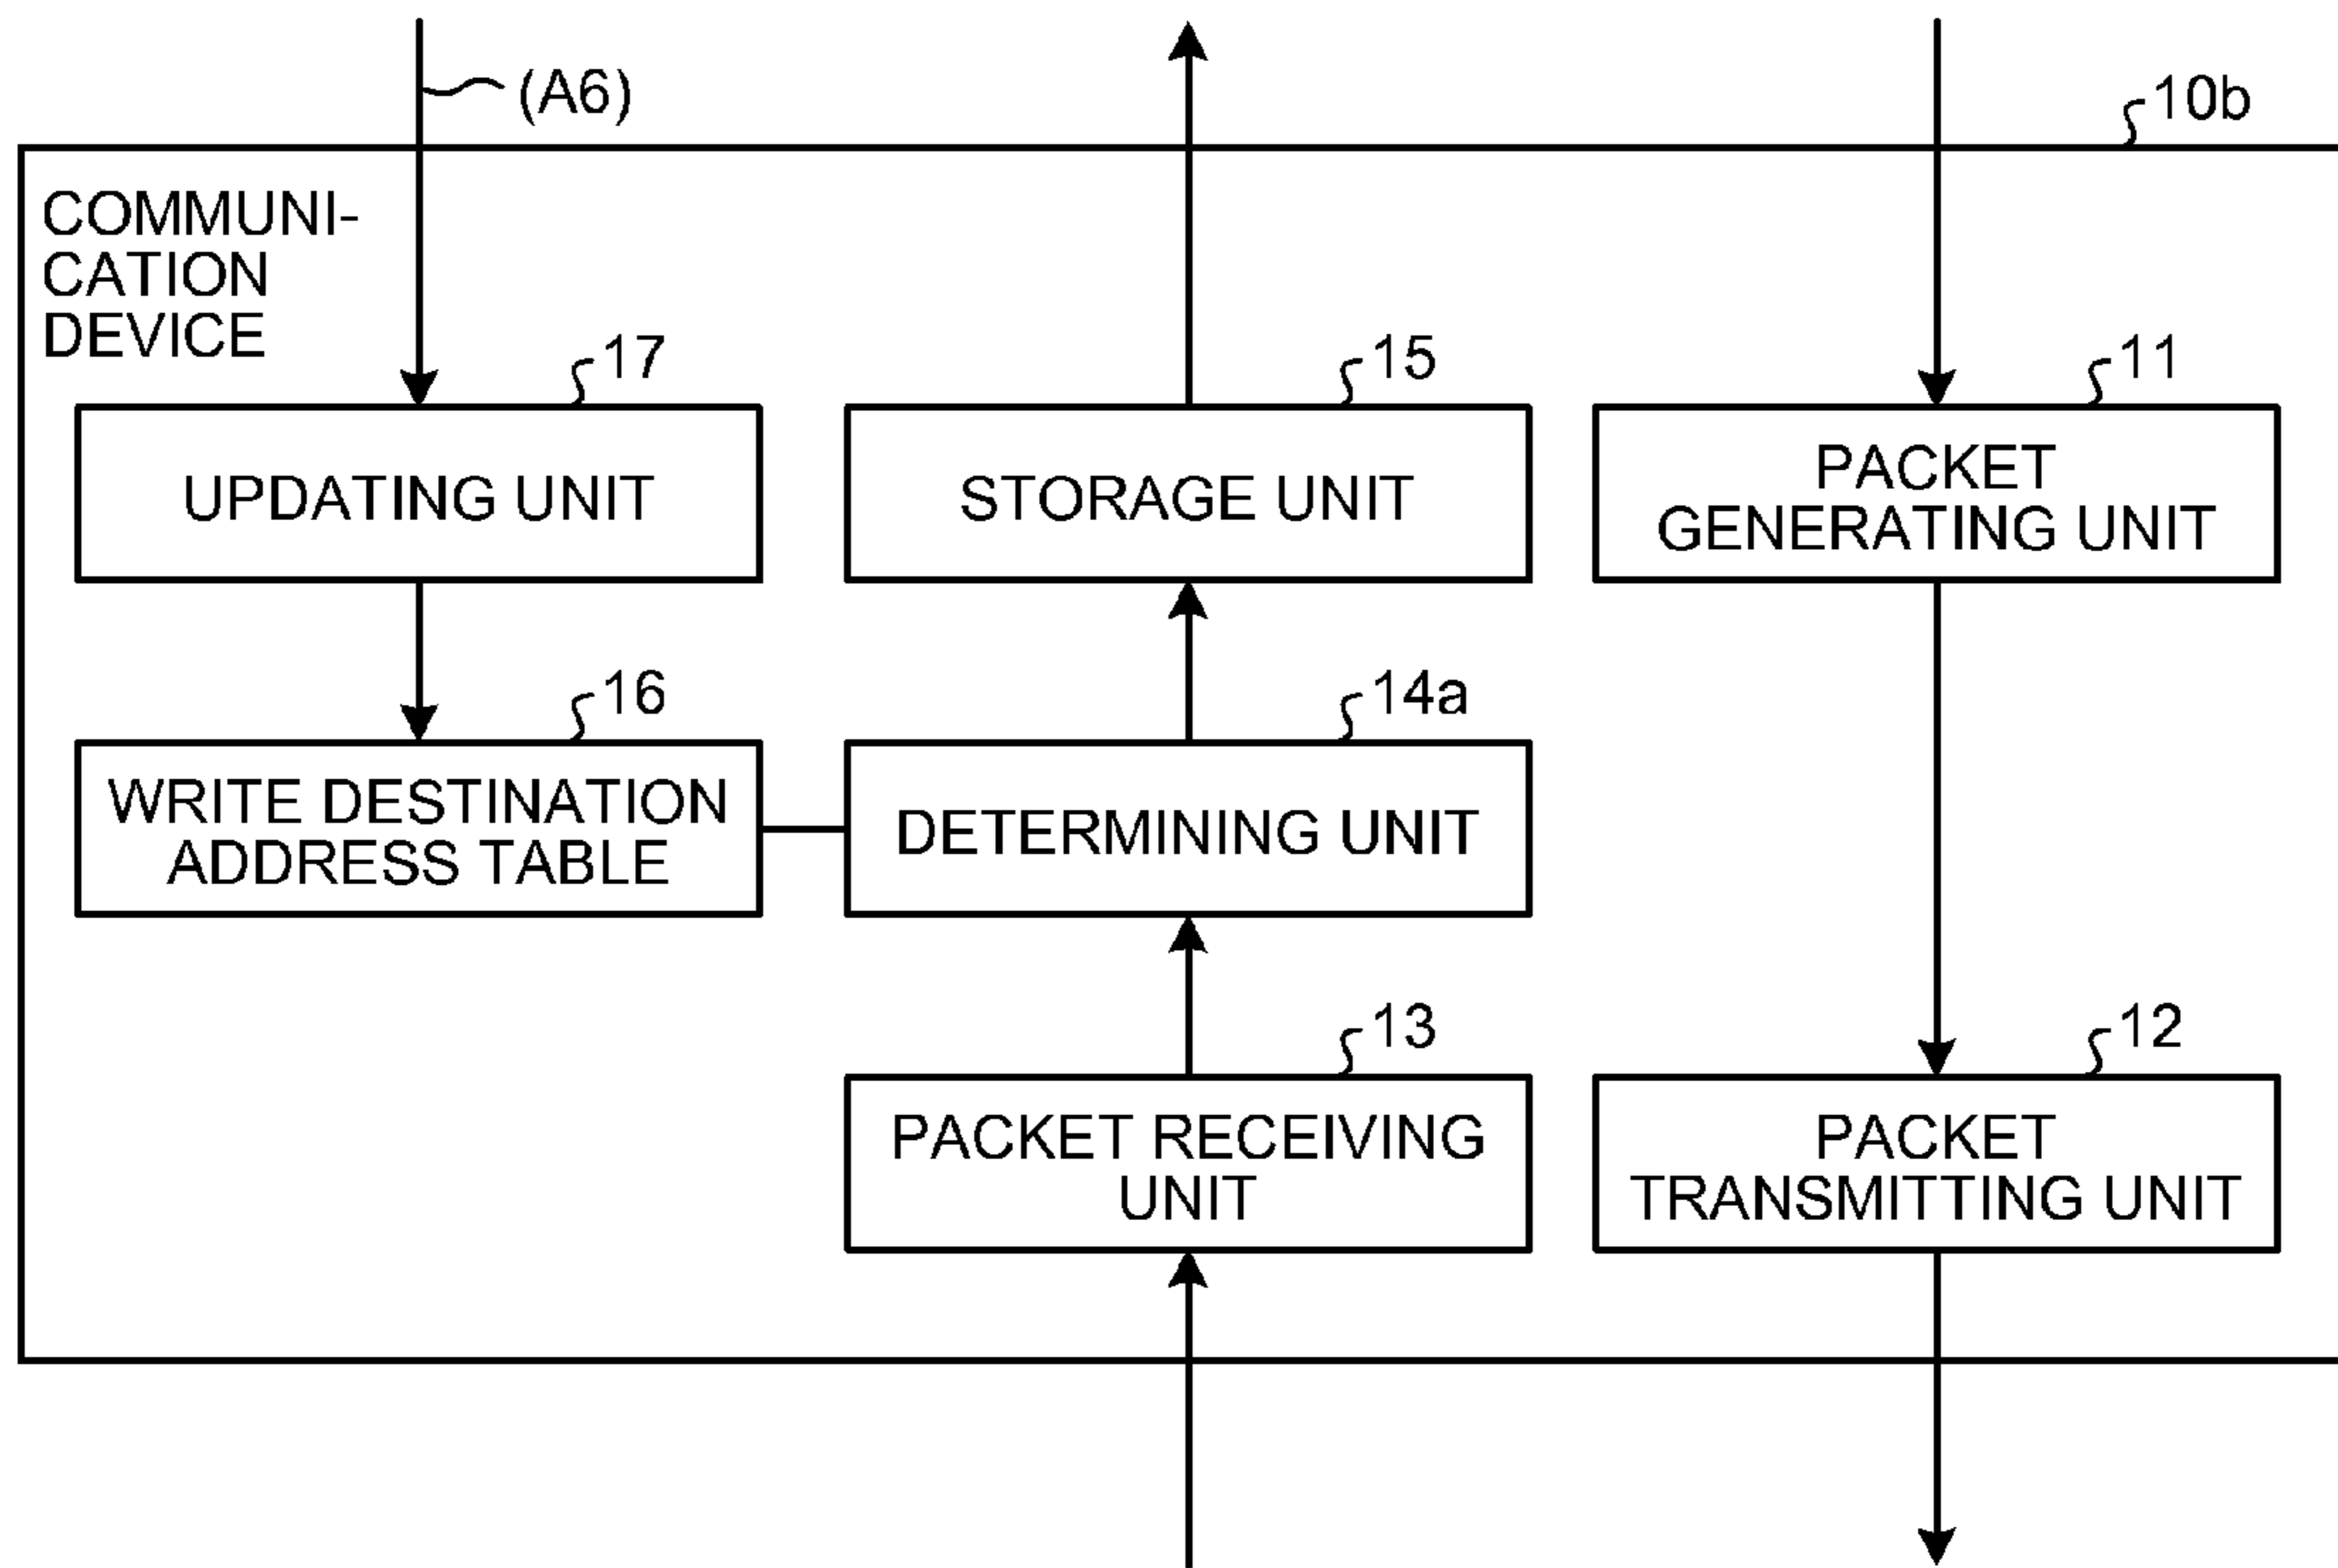 (A6)
10b
COMMUNI-
CATION
DEVICE
17
15
11
UPDATING UNIT
STORAGE UNIT
PACKET
GENERATING UNIT
16
14a
WRITE DESTINATION
ADDRESS TABLE
DETERMINING UNIT
13
12
PACKET RECEIVING
UNIT
PACKET
TRANSMITTING UNIT